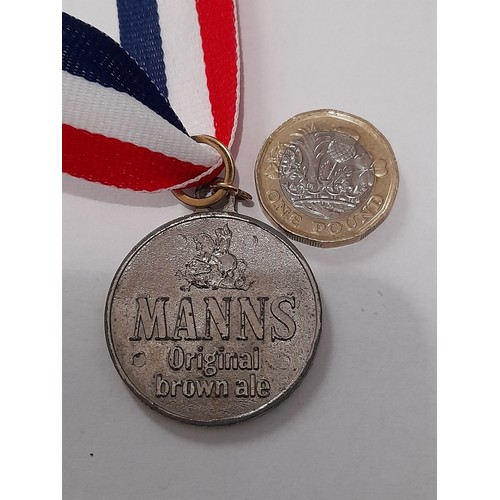 MANNS
Original
brown ale
ONE POUND